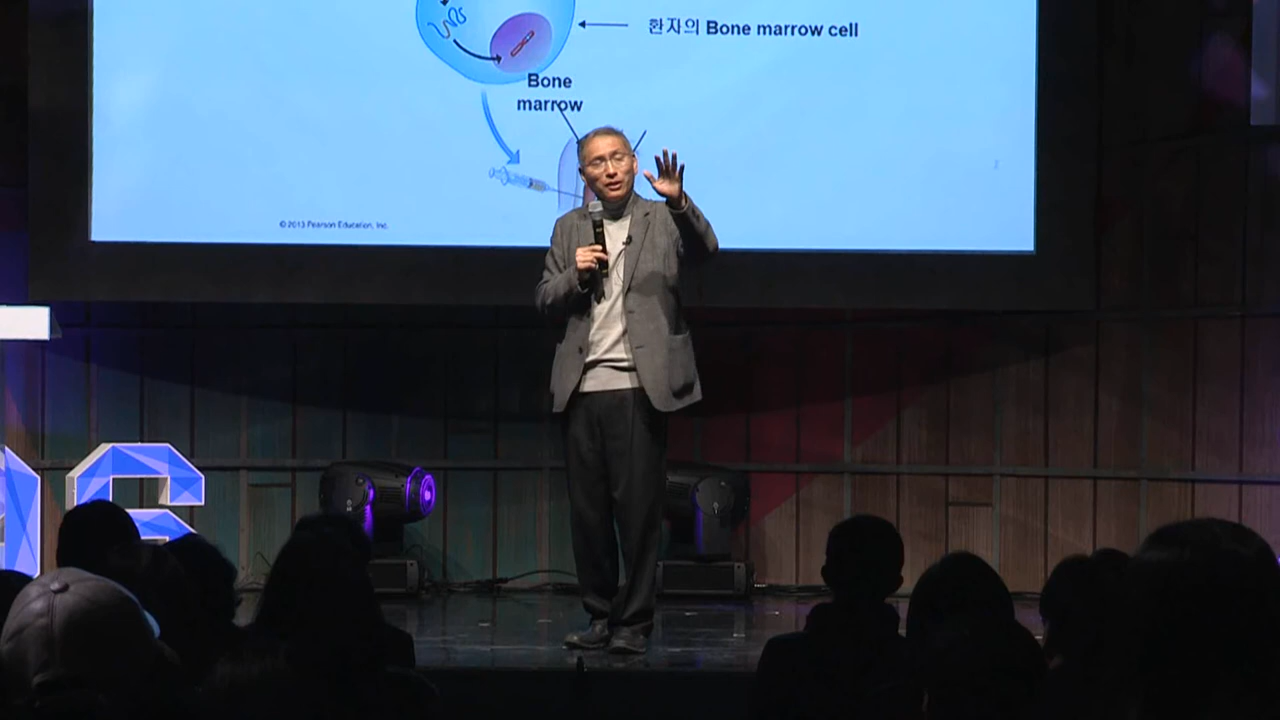 환자의 Bone marrow cell
Bone
marrow
© 2013 Pearson Education, Inc.